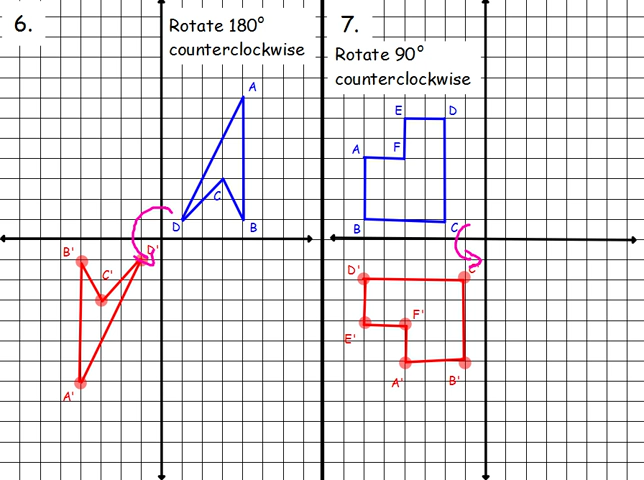 6.
Rotate 180°
counterclockwise
A
C
D
B
B'
C'
D'
A'
7.
Rotate 90°
counterclockwise
E
D
A
F
B
C
D'
C
E'
F'
A'
B'